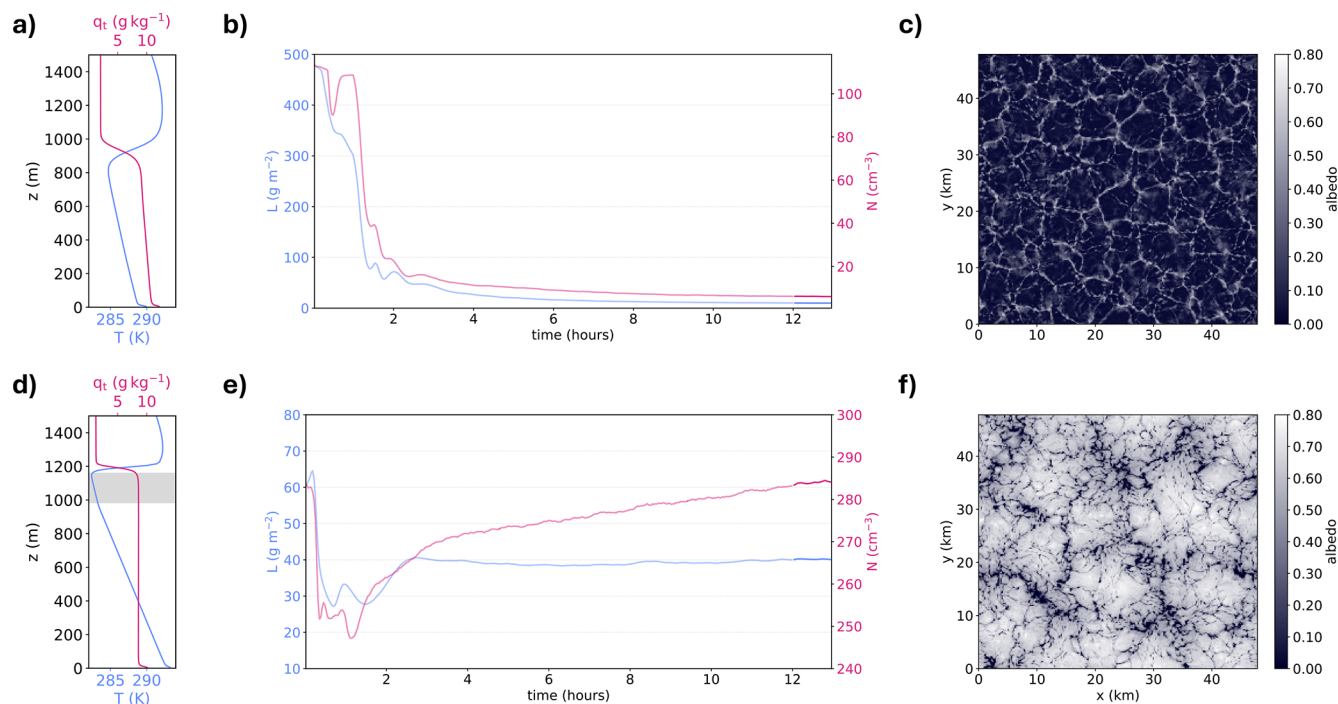 a)
q_t (g kg⁻¹)
5 10
1400
1200
1000
800
600
400
200
0
z (m)
285 290
T (K)
b)
500
400
300
200
100
0
L (g m⁻²)
100
80
60
40
20
N (cm⁻³)
2 4 6 8 10 12
time (hours)
c)
40
30
20
10
0
y (km)
0 10 20 30 40
0.80
0.70
0.60
0.50
0.40
0.30
0.20
0.10
0.00
albedo
d)
q_t (g kg⁻¹)
5 10
1400
1200
1000
800
600
400
200
0
z (m)
285 290
T (K)
e)
80
70
60
50
40
30
20
10
L (g m⁻²)
300
290
280
270
260
250
240
N (cm⁻³)
2 4 6 8 10 12
time (hours)
f)
40
30
20
10
0
y (km)
0 10 20 30 40
x (km)
0.80
0.70
0.60
0.50
0.40
0.30
0.20
0.10
0.00
albedo